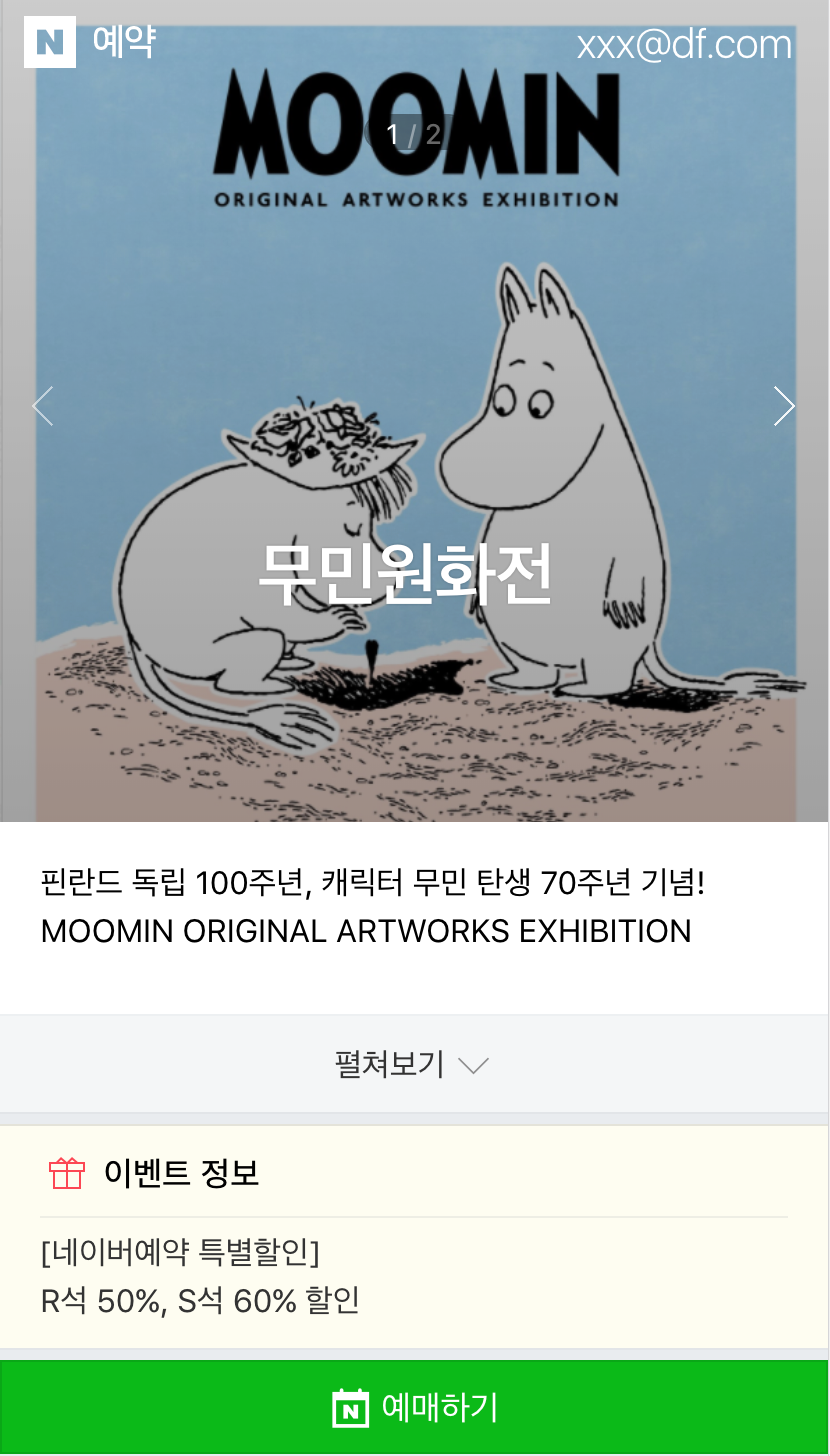 N 예약
xxx@df.com
MOOMIN
1 / 2
ORIGINAL ARTWORKS EXHIBITION
무민원화전
핀란드 독립 100주년, 캐릭터 무민 탄생 70주년 기념!
MOOMIN ORIGINAL ARTWORKS EXHIBITION
펼쳐보기
이벤트 정보
[네이버예약 특별할인]
R석 50%, S석 60% 할인
N 예매하기